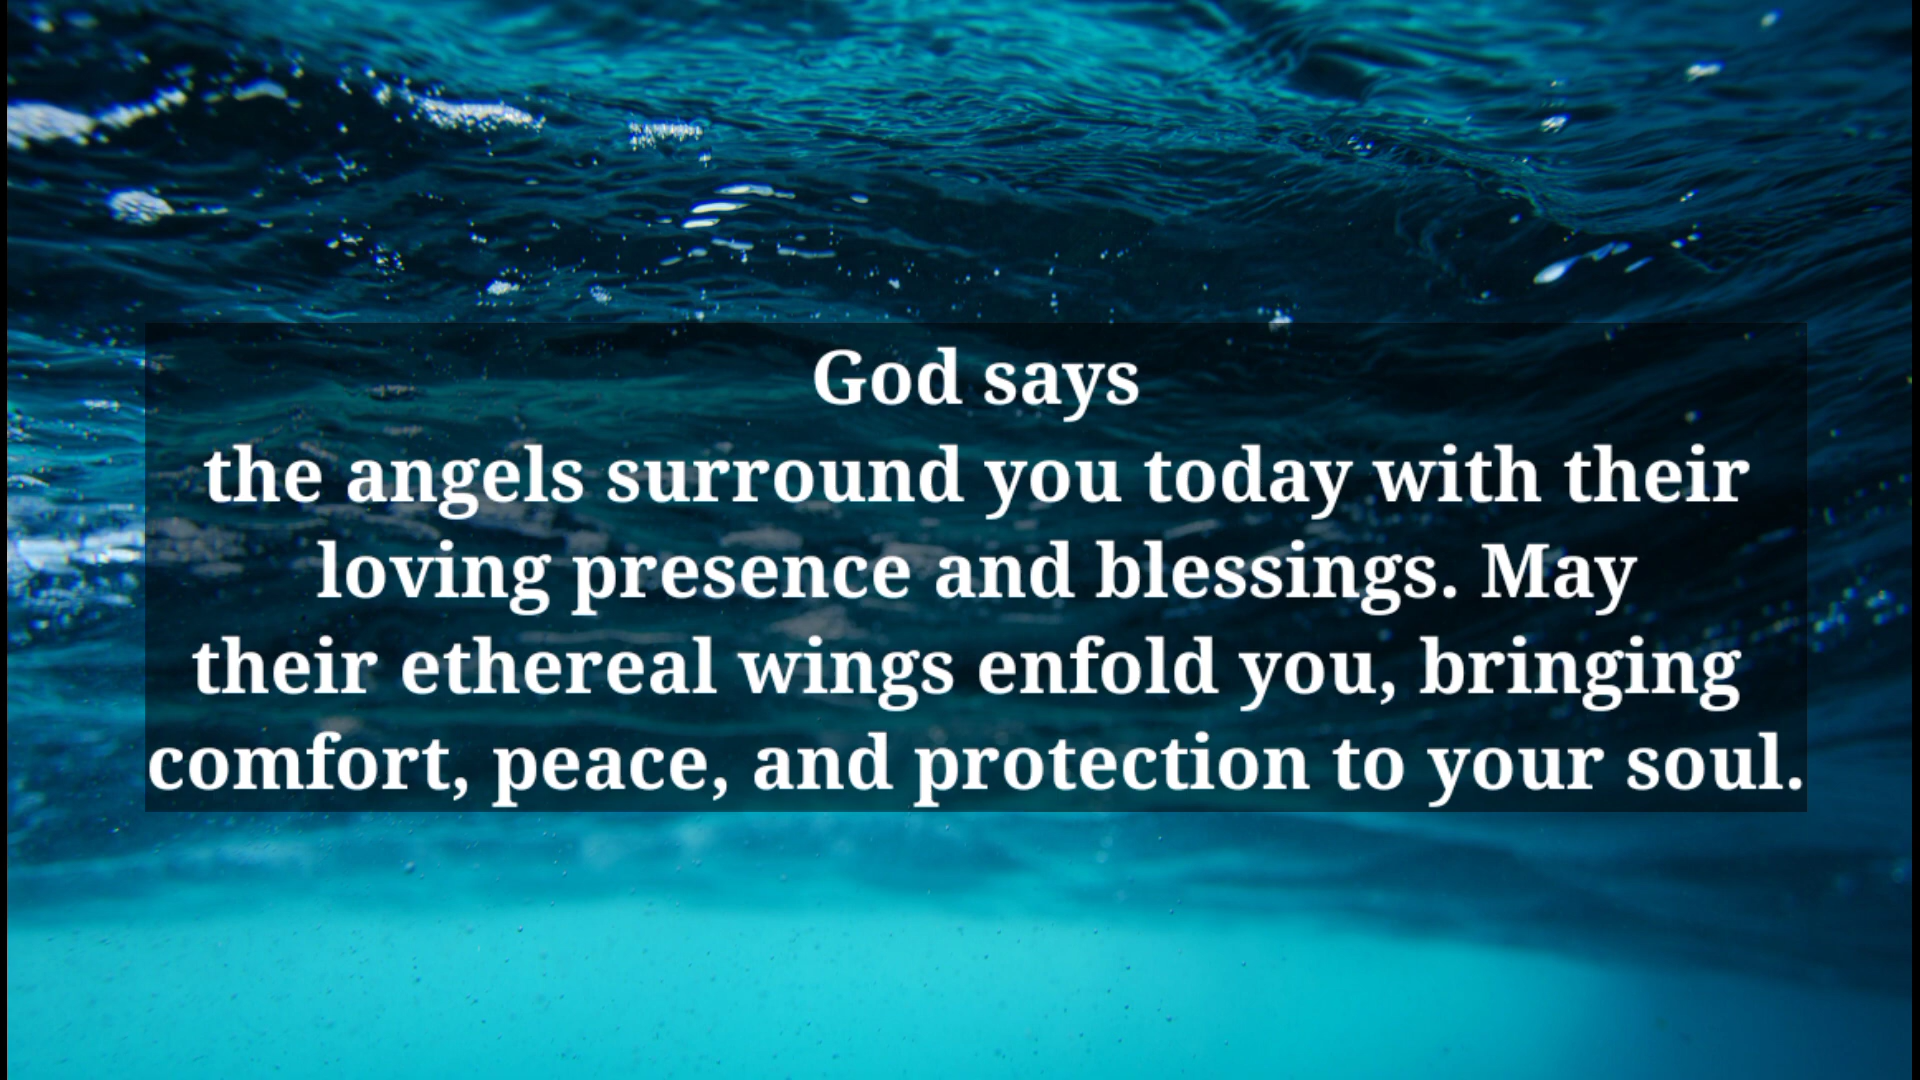 God says
the angels surround you today with their
loving presence and blessings. May
their ethereal wings enfold you, bringing
comfort, peace, and protection to your soul.